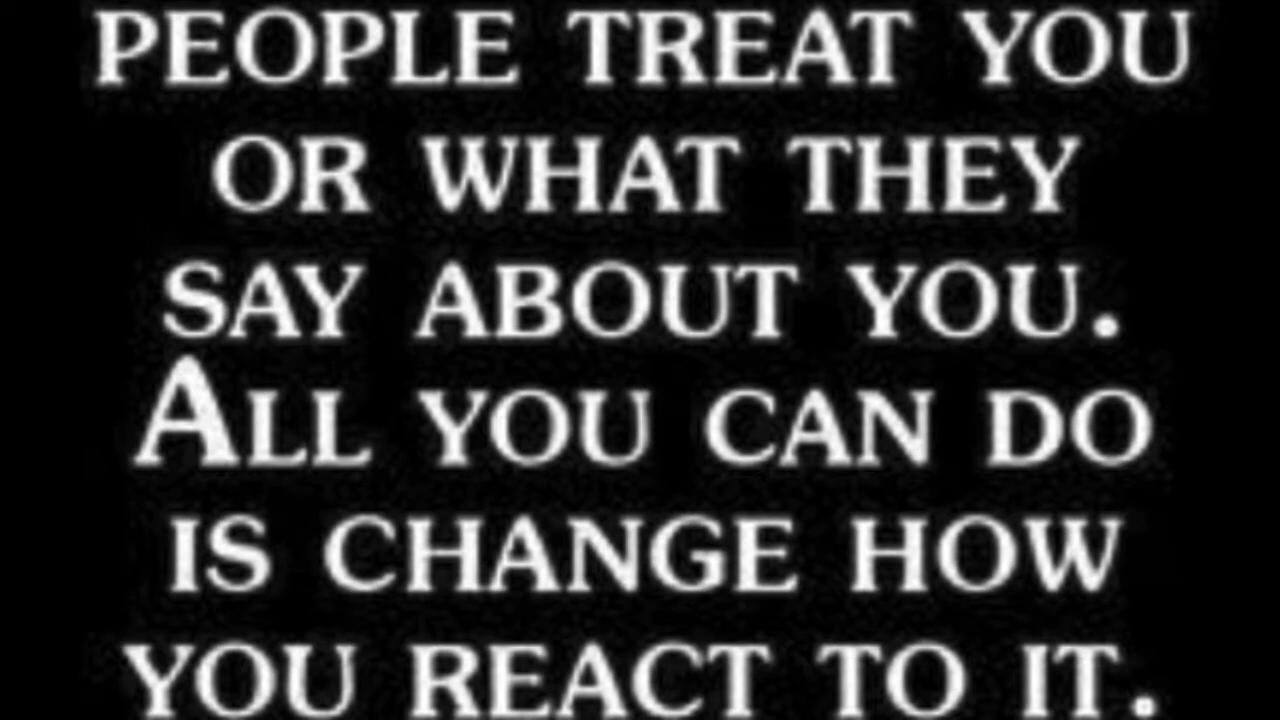 PEOPLE TREAT YOU
OR WHAT THEY
SAY ABOUT YOU.
ALL YOU CAN DO
IS CHANGE HOW
YOU REACT TO IT.